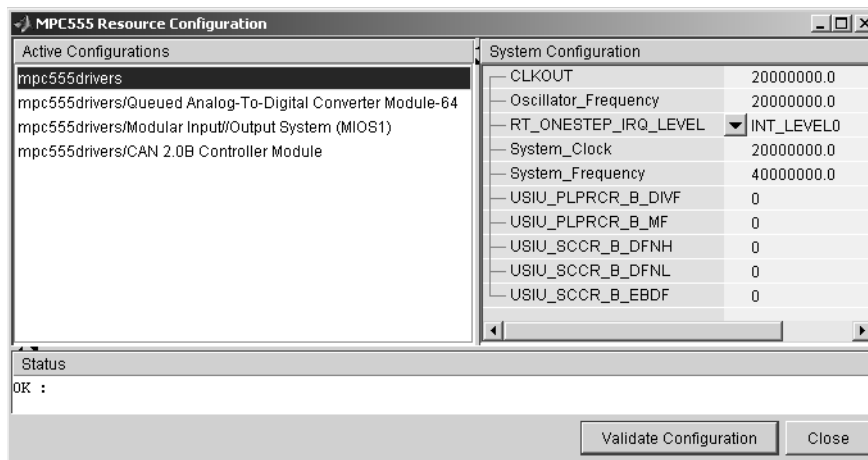 MPC555 Resource Configuration
Active Configurations
mpc555drivers
mpc555drivers/Queued Analog-To-Digital Converter Module-64
mpc555drivers/Modular Input//Output System (MIOS1)
mpc555drivers/CAN 2.0B Controller Module
System Configuration
CLKOUT 20000000.0
Oscillator_Frequency 20000000.0
RT_ONESTEP_IRQ_LEVEL INT_LEVEL0
System_Clock 20000000.0
System_Frequency 40000000.0
USIU_PLPRCR_B_DIVF 0
USIU_PLPRCR_B_MF 0
USIU_SCCR_B_DFNH 0
USIU_SCCR_B_DFNL 0
USIU_SCCR_B_EBDF 0
Status
OK :
Validate Configuration Close